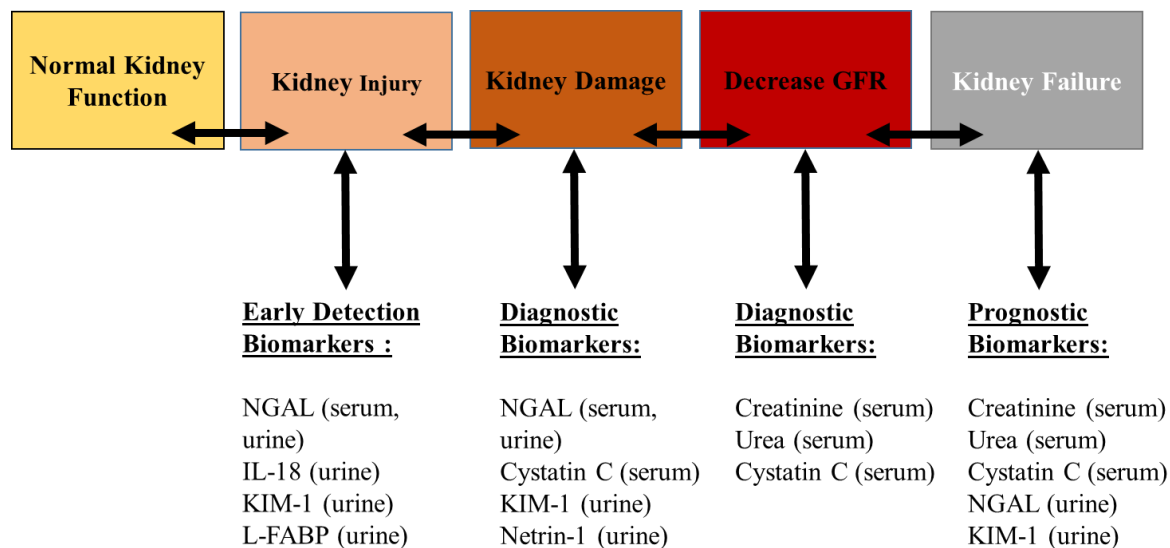 Normal Kidney
Function
Kidney Injury
Kidney Damage
Decrease GFR
Kidney Failure
Early Detection
Biomarkers :
NGAL (serum,
urine)
IL-18 (urine)
KIM-1 (urine)
L-FABP (urine)
Diagnostic
Biomarkers:
NGAL (serum,
urine)
Cystatin C (serum)
KIM-1 (urine)
Netrin-1 (urine)
Diagnostic
Biomarkers:
Creatinine (serum)
Urea (serum)
Cystatin C (serum)
Prognostic
Biomarkers:
Creatinine (serum)
Urea (serum)
Cystatin C (serum)
NGAL (urine)
KIM-1 (urine)